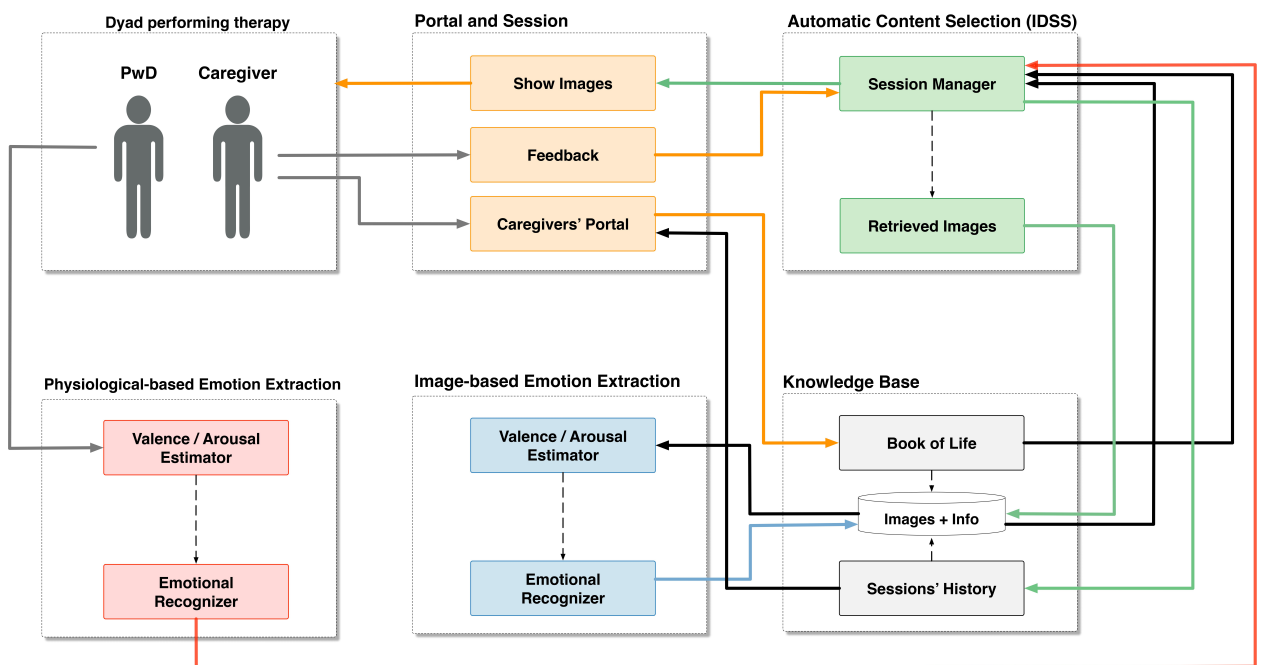 Dyad performing therapy
PwD
Caregiver
Portal and Session
Show Images
Feedback
Caregivers’ Portal
Automatic Content Selection (IDSS)
Session Manager
Retrieved Images
Physiological-based Emotion Extraction
Valence / Arousal
Estimator
Emotional
Recognizer
Image-based Emotion Extraction
Valence / Arousal
Estimator
Emotional
Recognizer
Knowledge Base
Book of Life
Images + Info
Sessions’ History